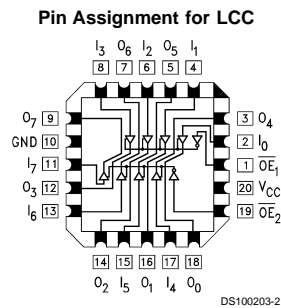 Pin Assignment for LCC
I3 O6 I2 O5 I1
8 7 6 5 4
O7 9
GND 10
I7 11
O3 12
I6 13
3 O4
2 I0
1 OE1
20 VCC
19 OE2
14 15 16 17 18
O2 I5 O1 I4 O0
DS100203-2